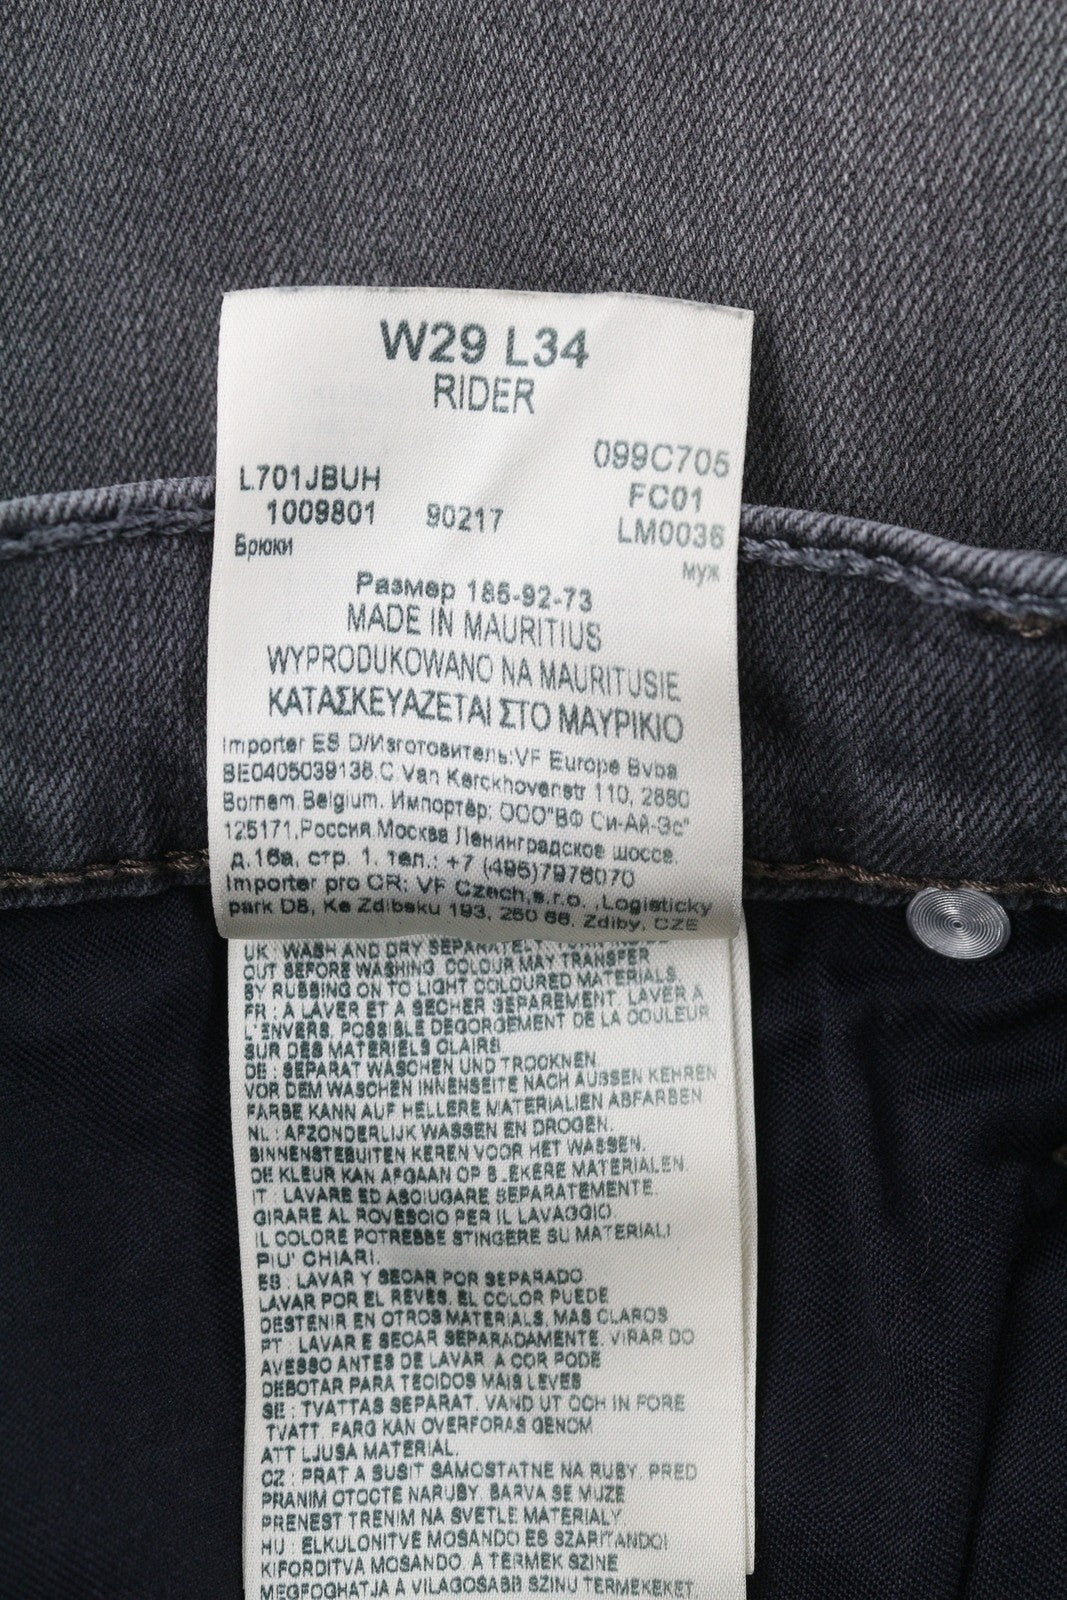 W29 L34
RIDER
099C705
L701JBUH FC01
1009801 90217 LM0036
Брюки муж
Размер 185-92-73
MADE IN MAURITIUS
WYPRODUKOWANO NA MAURITUSIE
ΚΑΤΑΣΚΕΥΑΖΕΤΑΙ ΣΤΟ ΜΑΥΡΙΚΙΟ
Importer ES D/Изготовитель:VF Europe Bvba
BE0405039136.C Van Kerckhovenstr 110, 2880
Bornem.Belgium. Импортёр: ООО"ВФ Си-Ай-Эс"
125171,Россия.Москва Ленинградское шоссе.
д.16а, стр. 1. тел.: +7 (495)7976070
Importer pro CR: VF Czech,s.r.o. ,Logisticky
park D8, Ke Zdibsku 193, 250 66, Zdiby, CZE
UK : WASH AND DRY SEPARATELY. TURN
OUT BEFORE WASHING. COLOUR MAY TRANSFER
BY RUBBING ON TO LIGHT COLOURED MATERIALS.
FR : A LAVER ET A SECHER SEPAREMENT. LAVER A
L'ENVERS. POSSIBLE DEGORGEMENT DE LA COULEUR
SUR DES MATERIELS CLAIRS
DE : SEPARAT WASCHEN UND TROCKNEN
VOR DEM WASCHEN INNENSEITE NACH AUSSEN KEHREN
FARBE KANN AUF HELLERE MATERIALIEN ABFARBEN
NL : AFZONDERLIJK WASSEN EN DROGEN.
BINNENSTEBUITEN KEREN VOOR HET WASSEN.
DE KLEUR KAN AFGAAN OP BLEKERE MATERIALEN.
IT : LAVARE ED ASCIUGARE SEPARATEMENTE.
GIRARE AL ROVESCIO PER IL LAVAGGIO.
IL COLORE POTREBBE STINGERE SU MATERIALI
PIU' CHIARI.
ES : LAVAR Y SECAR POR SEPARADO.
LAVAR POR EL REVES. EL COLOR PUEDE
DESTENIR EN OTROS MATERIALS, MAS CLAROS
PT : LAVAR E SECAR SEPARADAMENTE. VIRAR DO
AVESSO ANTES DE LAVAR. A COR PODE
DEBOTAR PARA TECIDOS MAIS LEVES
SE : TVATTAS SEPARAT. VAND UT OCH IN FORE
TVATT. FARG KAN OVERFORAS GENOM
ATT LJUSA MATERIAL.
CZ : PRAT A SUSIT SAMOSTATNE NA RUBY. PRED
PRANIM OTOCTE NARUBY. BARVA SE MUZE
PRENEST TRENIM NA SVETLE MATERIALY
HU : ELKULONITVE MOSANDO ES SZARITANDO!
KIFORDITVA MOSANDO. A TERMEK SZINE
MEGFOGHATJA A VILAGOSABB SZINU TERMEKEKET.